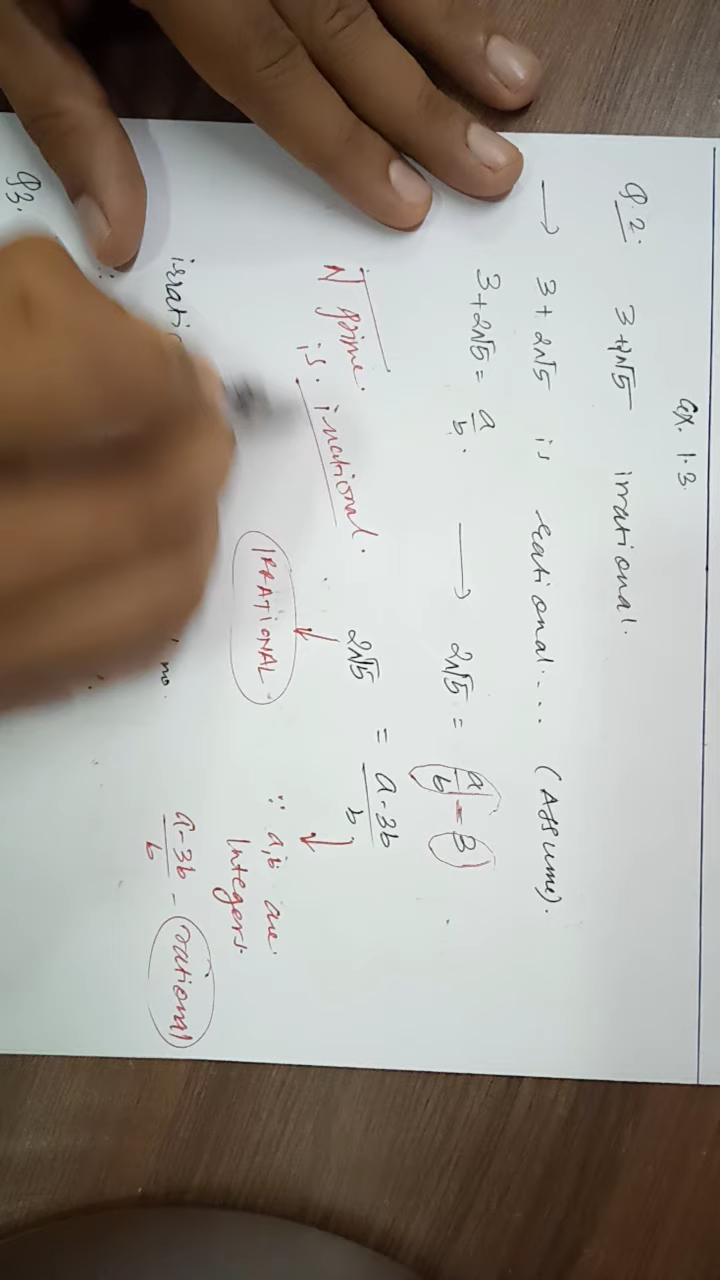 Ex. 1.3
Q.2. 3+2√5 irrational.
→ 3+2√5 is rational... (Assume).
3+2√5 = a/b. → 2√5 = a/b - 3
2√5 = a-3b/b
√prime is irrational.
IRRATIONAL
∵ a,b are Integers.
a-3b/b - rational
no.
Q3.